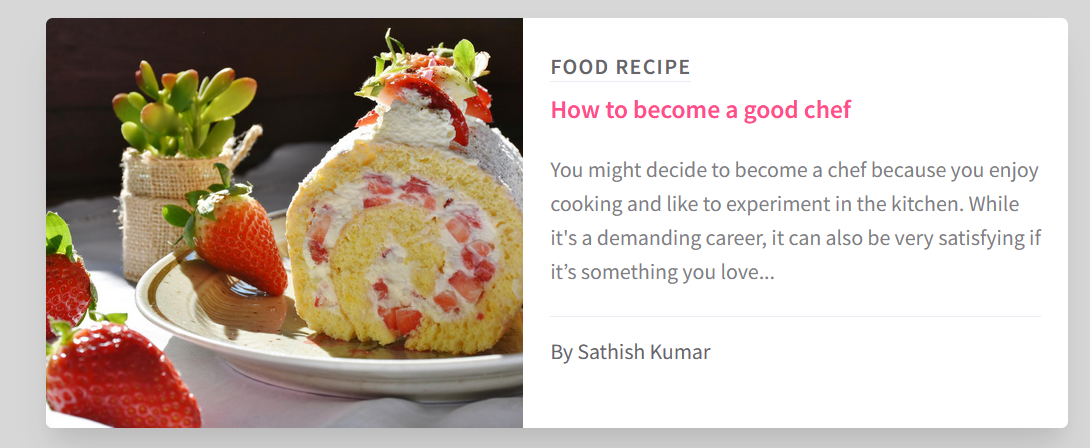 FOOD RECIPE
How to become a good chef
You might decide to become a chef because you enjoy
cooking and like to experiment in the kitchen. While
it's a demanding career, it can also be very satisfying if
it’s something you love...
By Sathish Kumar